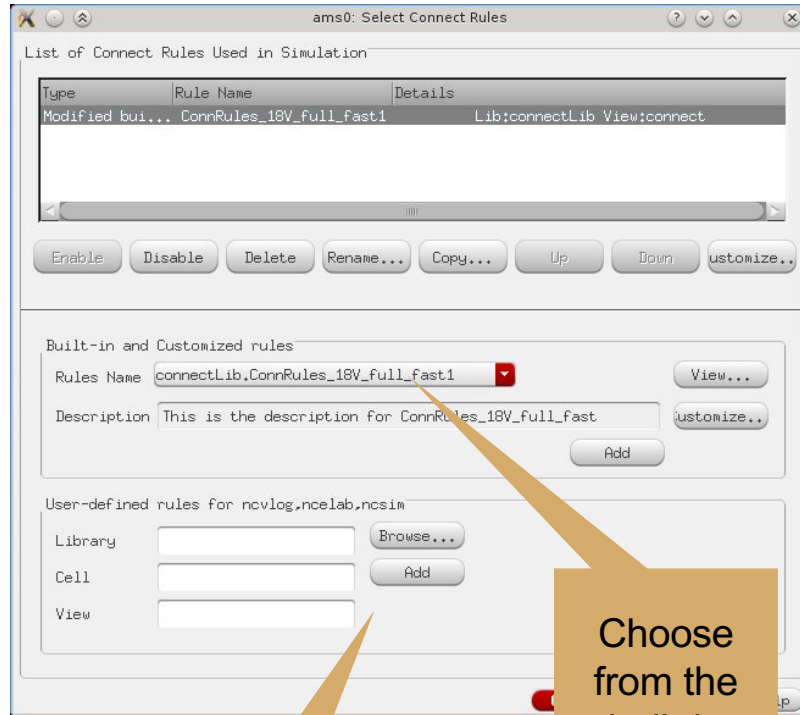 ams0: Select Connect Rules
List of Connect Rules Used in Simulation
Type Rule Name Details
Modified bui... ConnRules_18V_full_fast1 Lib:connectLib View:connect
Enable Disable Delete Rename... Copy... Up Down ustomize..
Built-in and Customized rules
Rules Name connectLib.ConnRules_18V_full_fast1 View...
Description This is the description for ConnRules_18V_full_fast ustomize..
Add
User-defined rules for ncvlog,ncelab,ncsim
Library Browse...
Cell Add
View
Choose
from the
lp